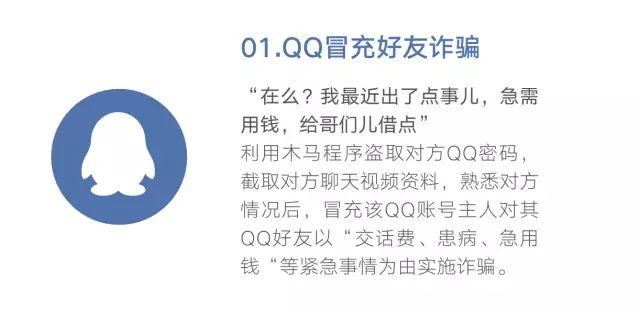 01.QQ冒充好友诈骗
“在么？我最近出了点事儿，急需
用钱，给哥们儿借点”
利用木马程序盗取对方QQ密码，
截取对方聊天视频资料，熟悉对方
情况后，冒充该QQ账号主人对其
QQ好友以“交话费、患病、急用
钱“等紧急事情为由实施诈骗。